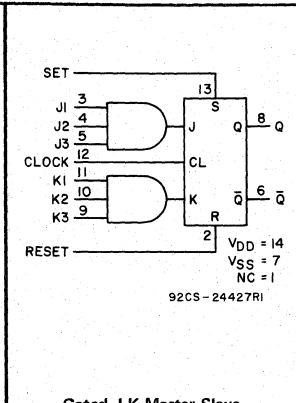 SET
13
S
J1 3
J2 4
J3 5
J
Q 8 Q
CLOCK 12
CL
K1 11
K2 10
K3 9
K
Q̅ 6 Q̅
R
2
RESET
VDD = 14
VSS = 7
NC = 1
92CS-24427R1
Gated J-K Master-Slave